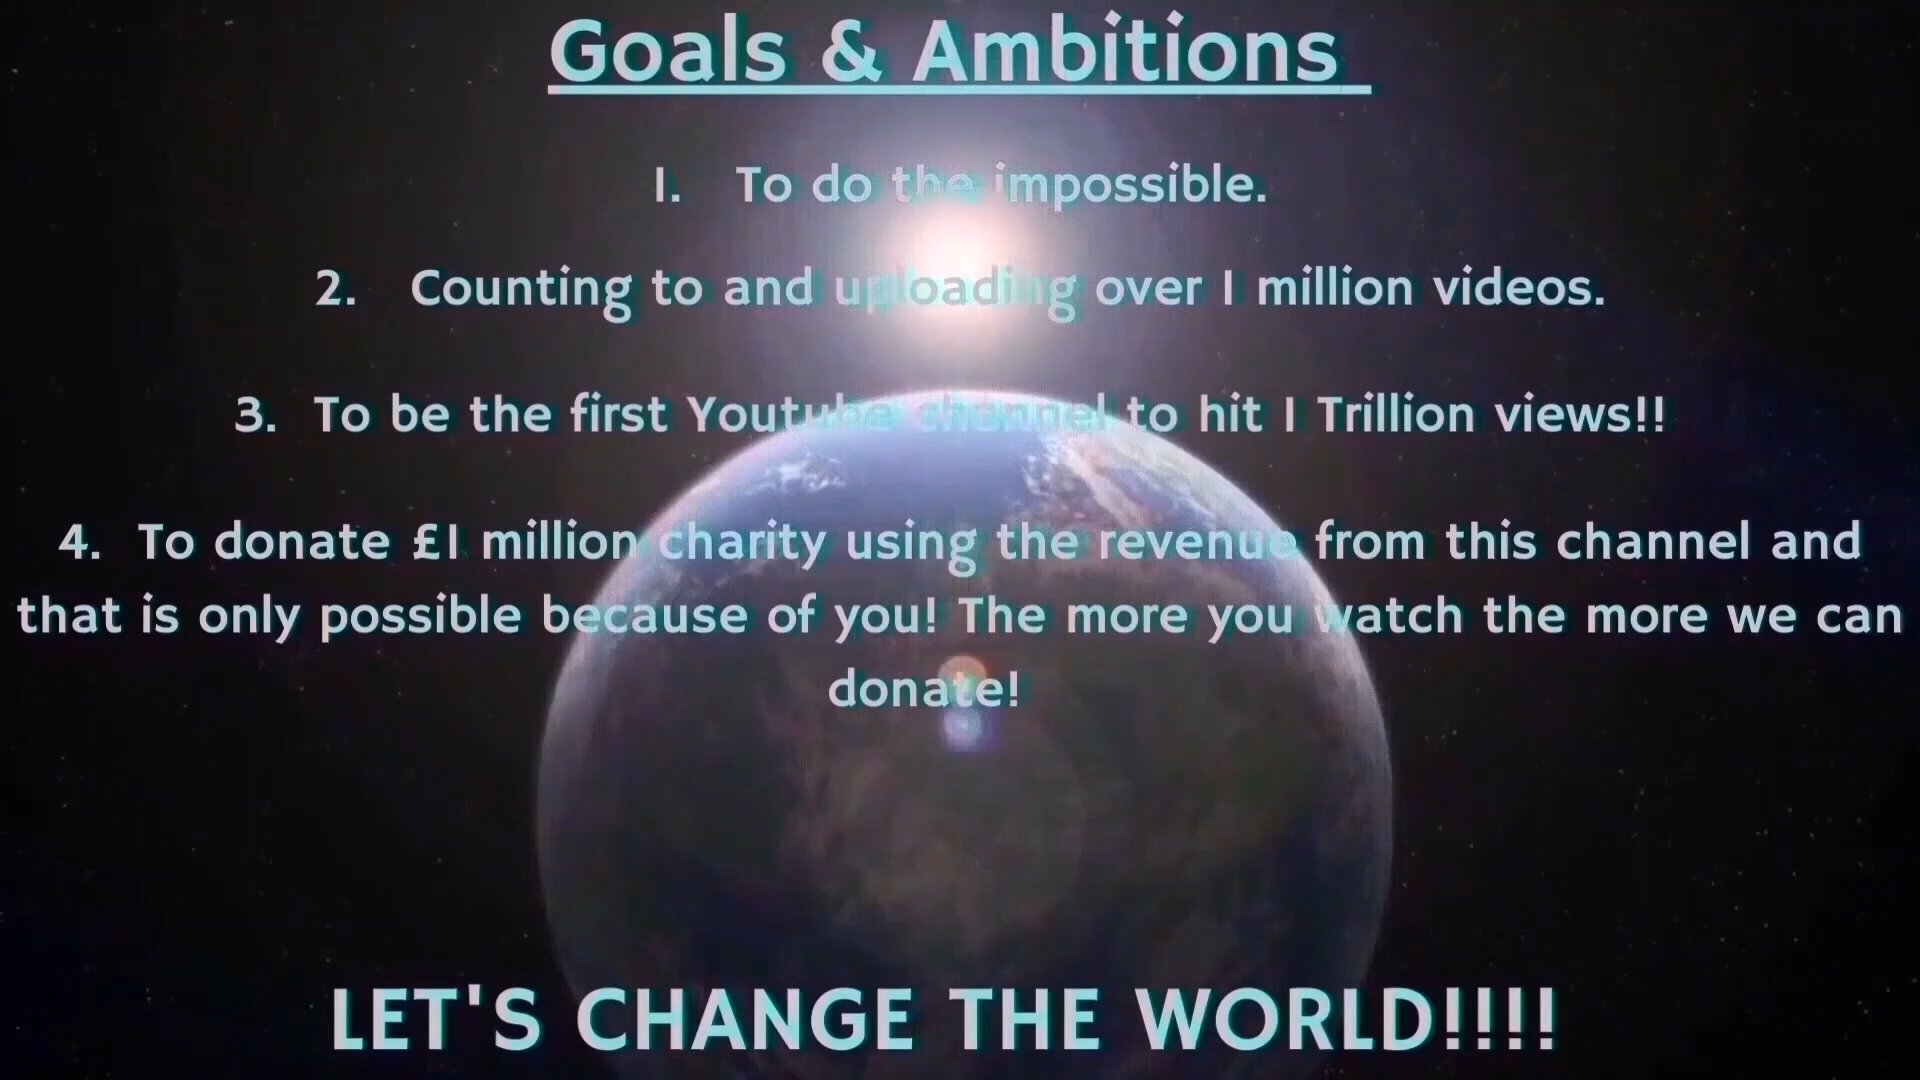 Goals & Ambitions
1. To do the impossible.
2. Counting to and uploading over 1 million videos.
3. To be the first Youtube channel to hit 1 Trillion views!!
4. To donate £1 million charity using the revenue from this channel and
that is only possible because of you! The more you watch the more we can
donate!
LET'S CHANGE THE WORLD!!!!